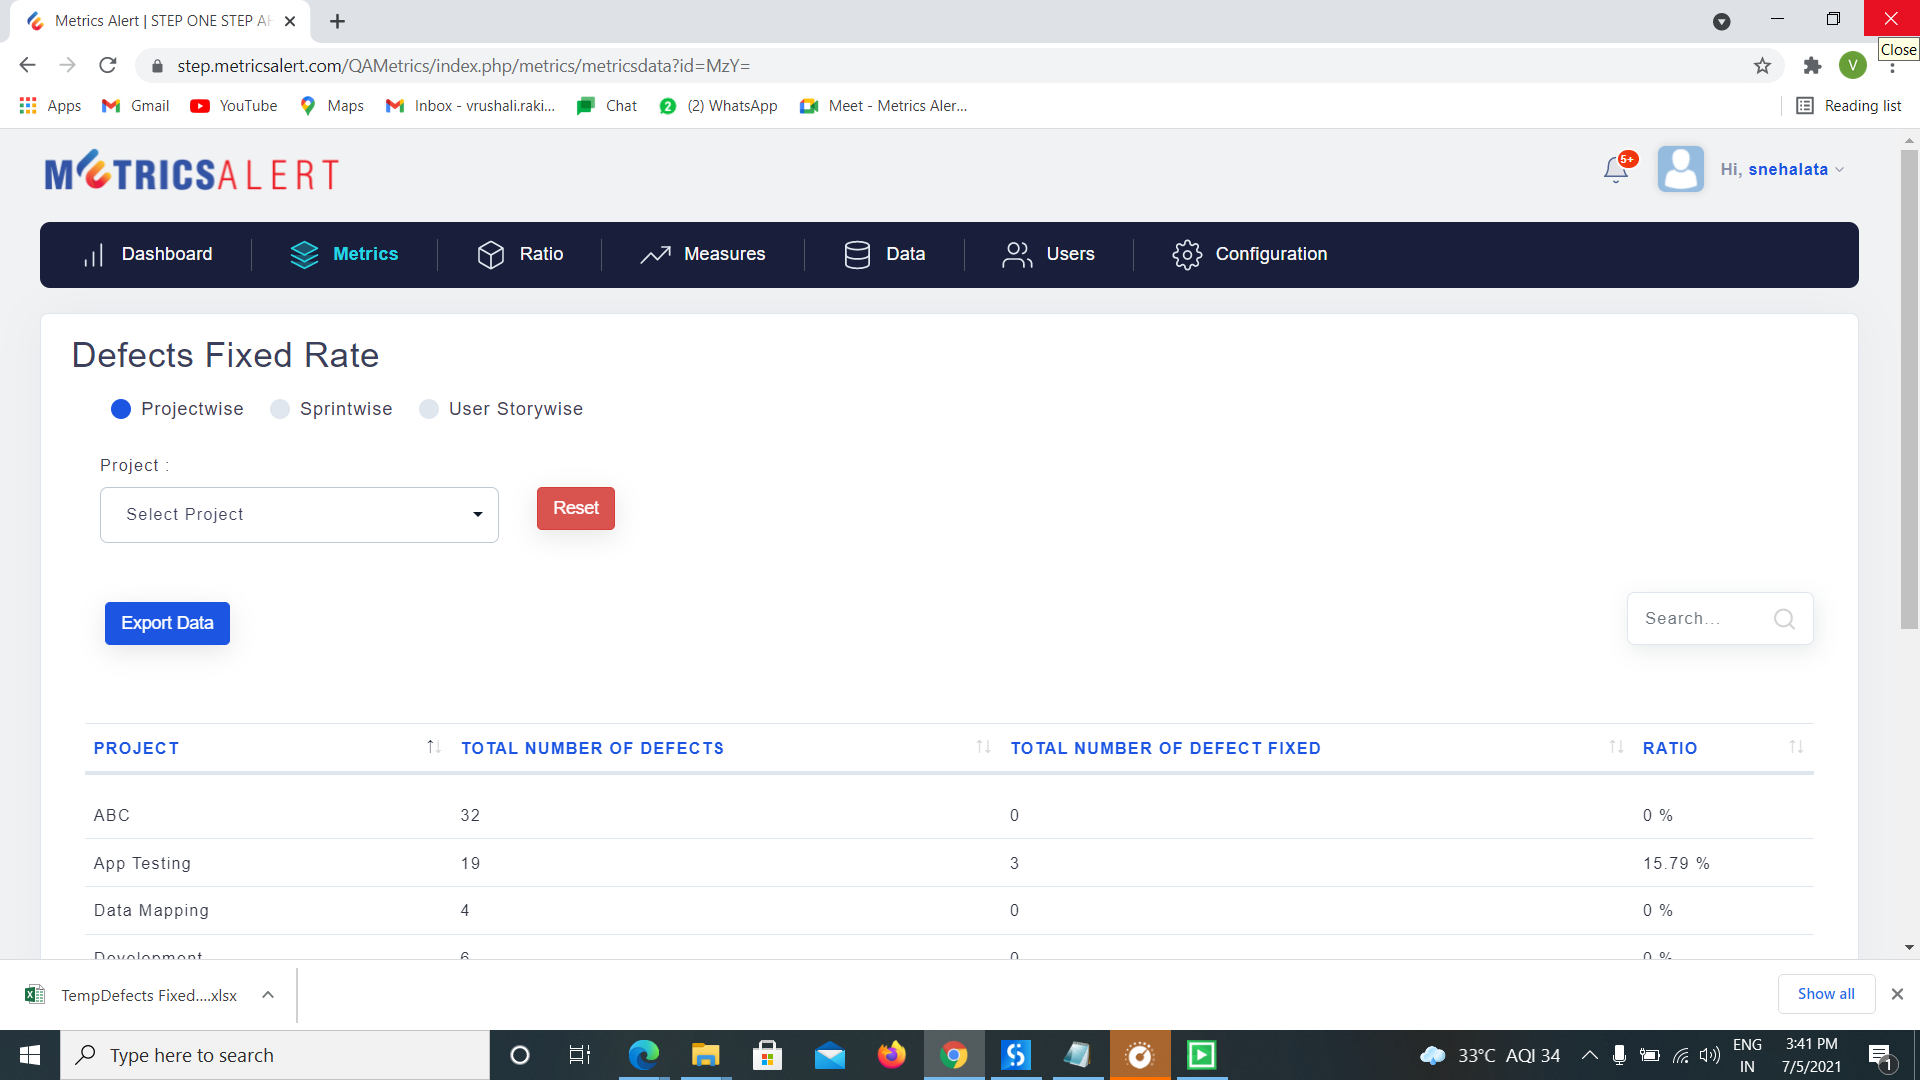 Metrics Alert | STEP ONE STEP AH
Close
step.metricsalert.com/QAMetrics/index.php/metrics/metricsdata?id=MzY=
V
Apps
Gmail
YouTube
Maps
Inbox - vrushali.raki...
Chat
2
(2) WhatsApp
Meet - Metrics Aler...
Reading list
METRICSALERT
5+
Hi, snehalata
Dashboard
Metrics
Ratio
Measures
Data
Users
Configuration
Defects Fixed Rate
Projectwise
Sprintwise
User Storywise
Project :
Select Project
Reset
Export Data
Search...
PROJECT TOTAL NUMBER OF DEFECTS TOTAL NUMBER OF DEFECT FIXED RATIO
ABC 32 0 0 %
App Testing 19 3 15.79 %
Data Mapping 4 0 0 %
Development 6 0 0 %
TempDefects Fixed....xlsx
Show all
Type here to search
33°C AQI 34
ENG
IN
3:41 PM
7/5/2021
1